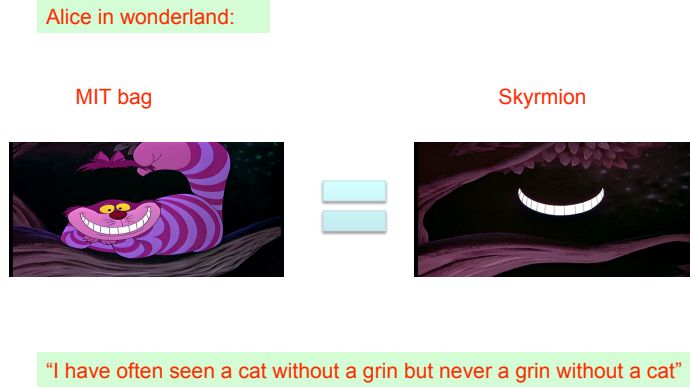 Alice in wonderland:
MIT bag
Skyrmion
“I have often seen a cat without a grin but never a grin without a cat”